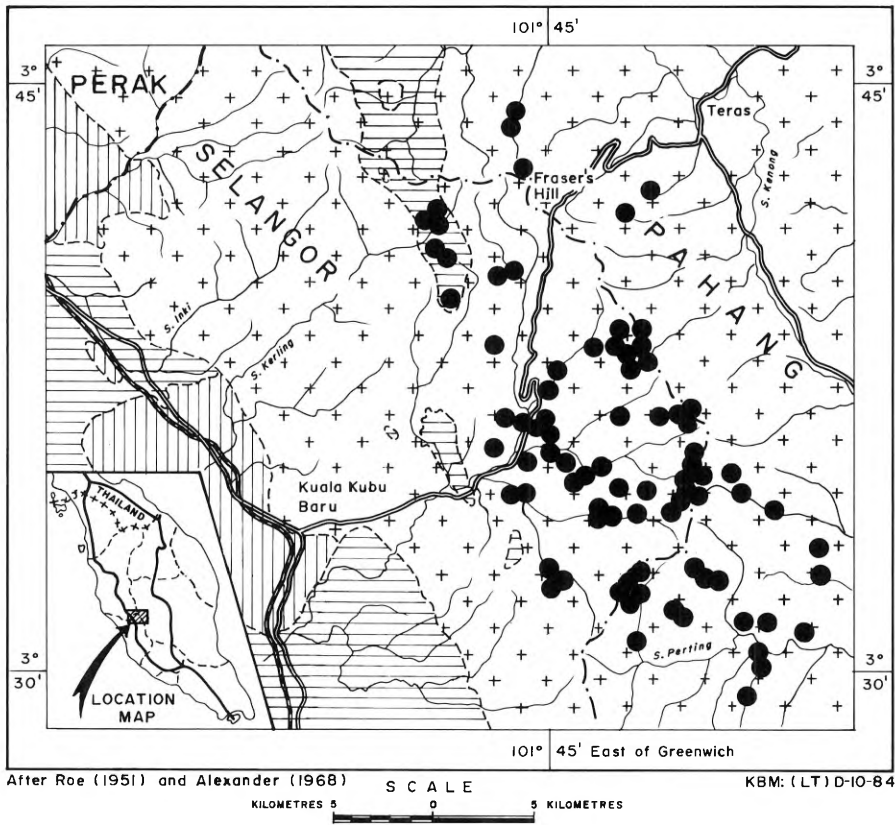 101° 45'
3°
45'
3°
45'
PERAK
SELANGOR
Teras
S. Kenong
Fraser's
Hill
PAHANG
S. Inki
S. Kerling
Kuala Kubu
Baru
THAILAND
S. Perting
3°
30'
3°
30'
LOCATION
MAP
101° 45' East of Greenwich
After Roe (1951) and Alexander (1968)
SCALE
KBM: (LT) D-10-84
KILOMETRES 5 0 5 KILOMETRES